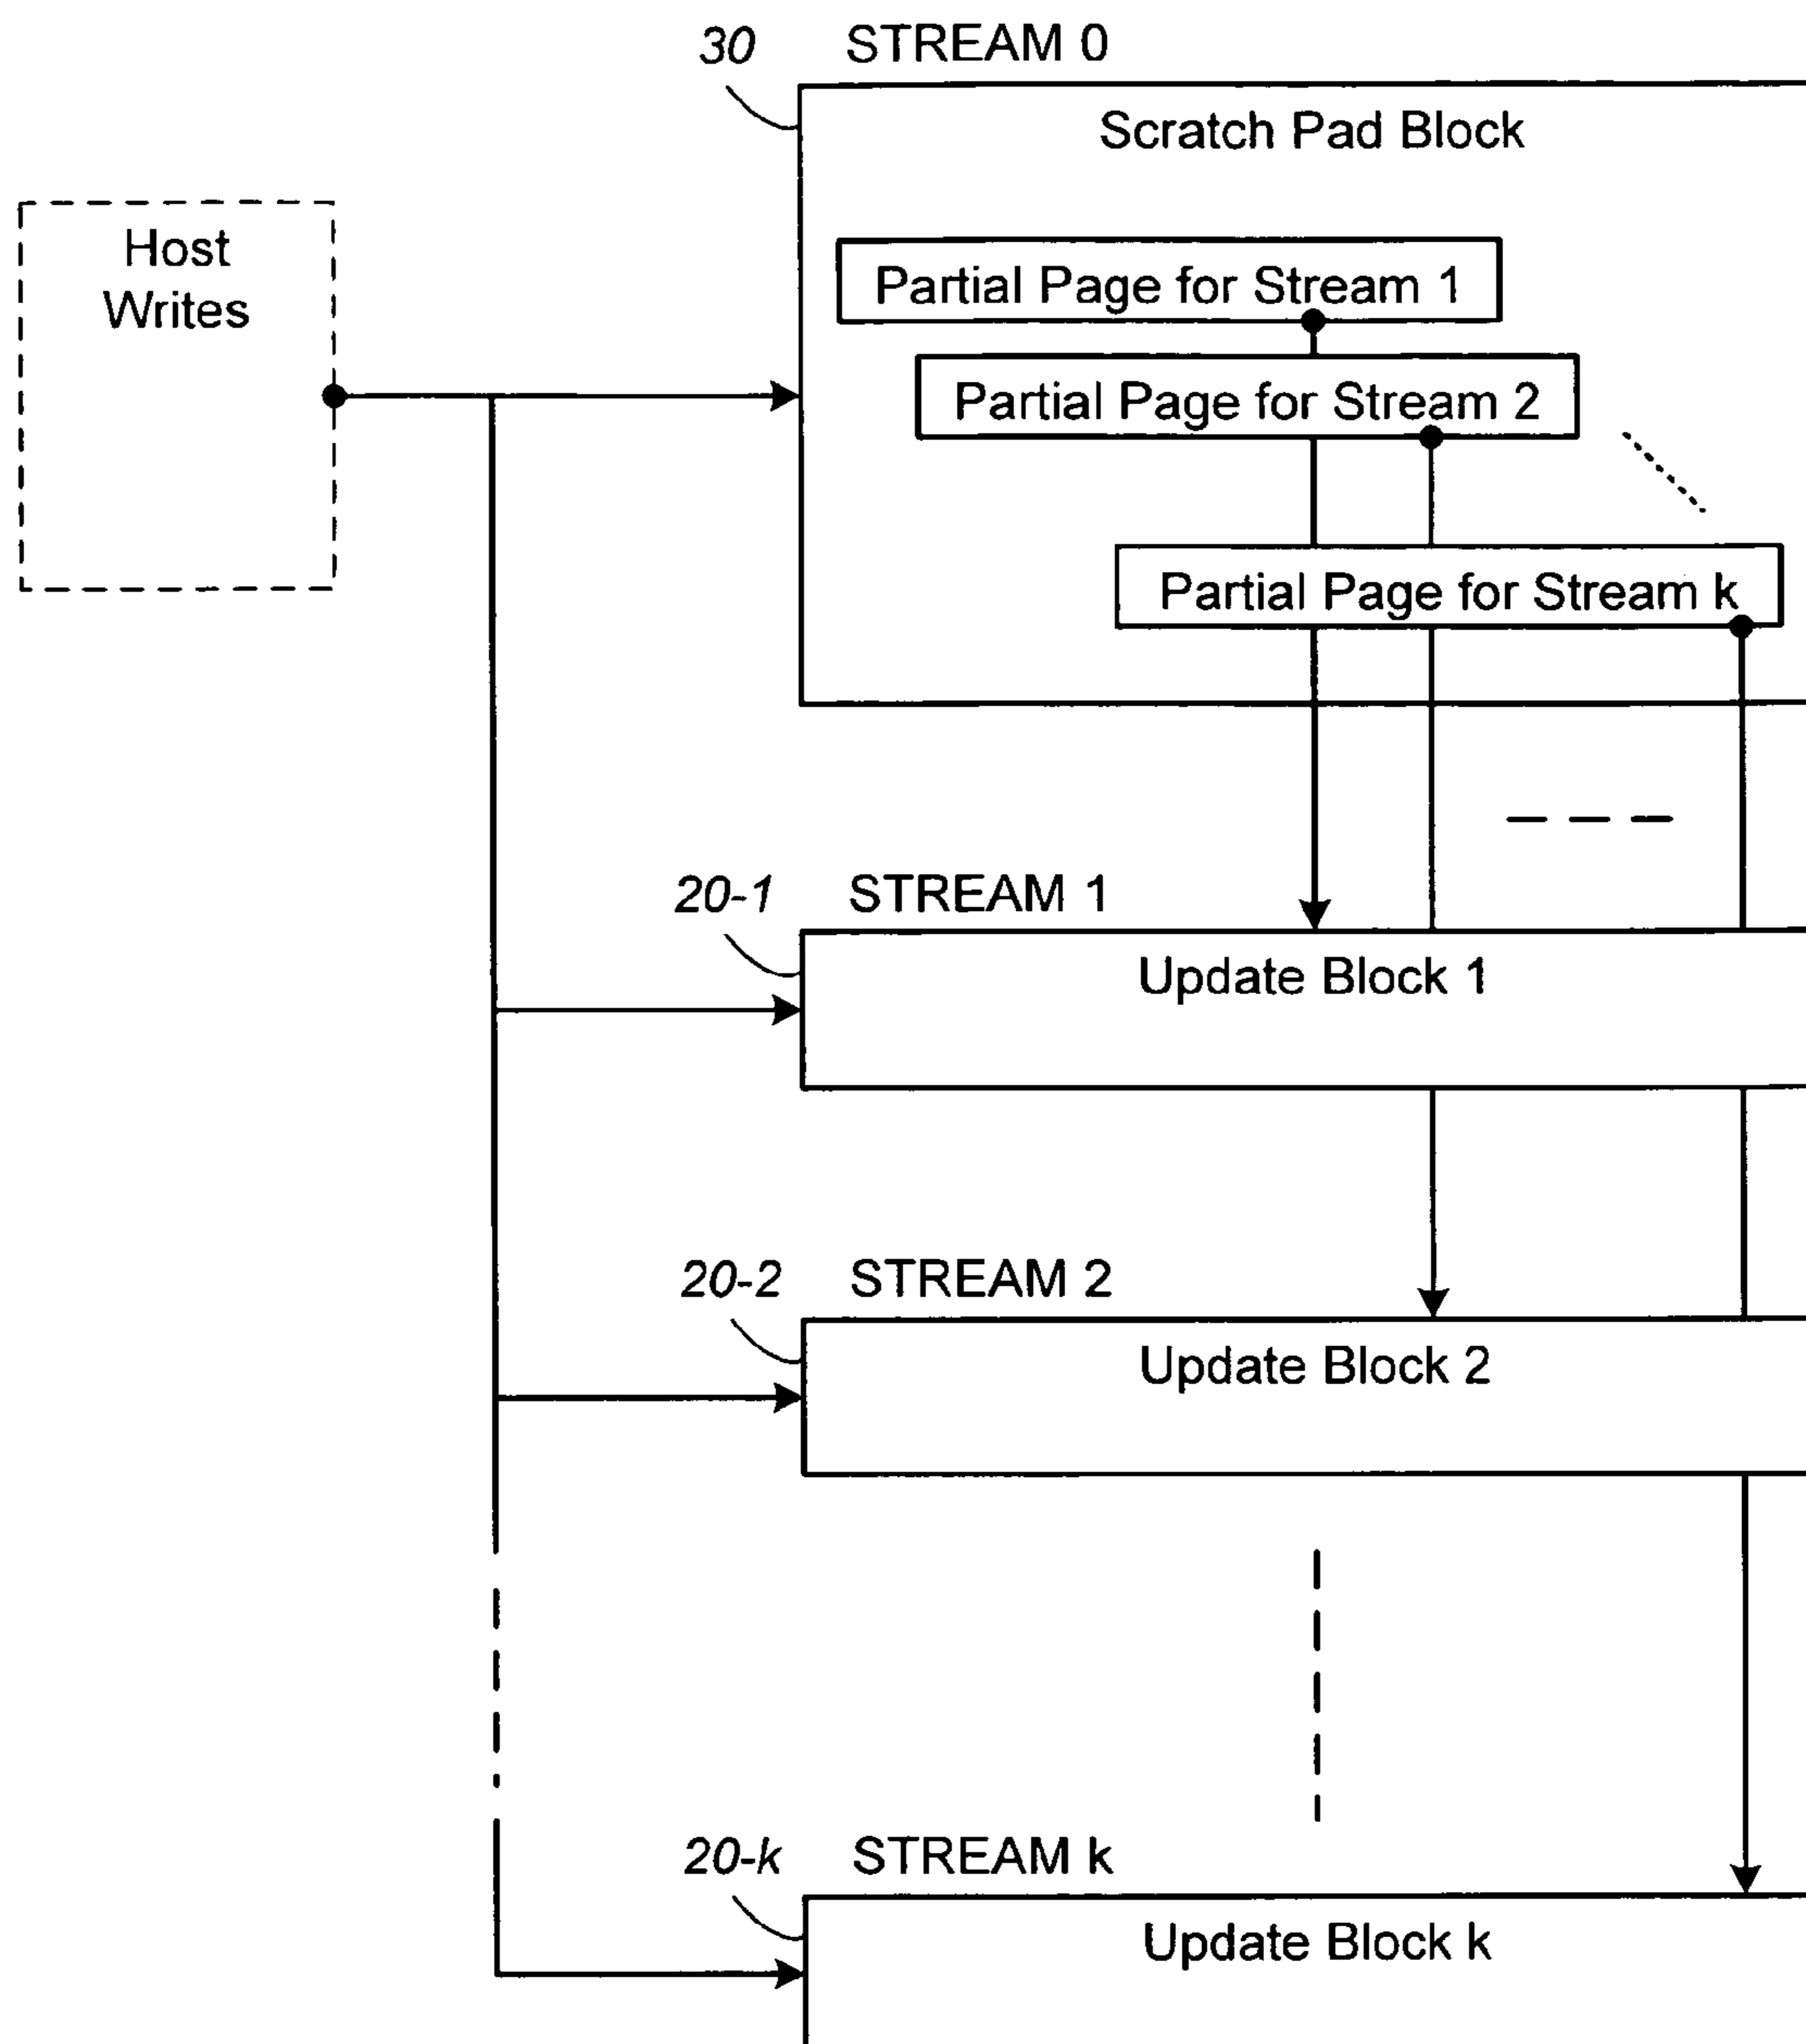 30 STREAM 0
Scratch Pad Block
Host
Writes
Partial Page for Stream 1
Partial Page for Stream 2
Partial Page for Stream k
20-1 STREAM 1
Update Block 1
20-2 STREAM 2
Update Block 2
20-k STREAM k
Update Block k